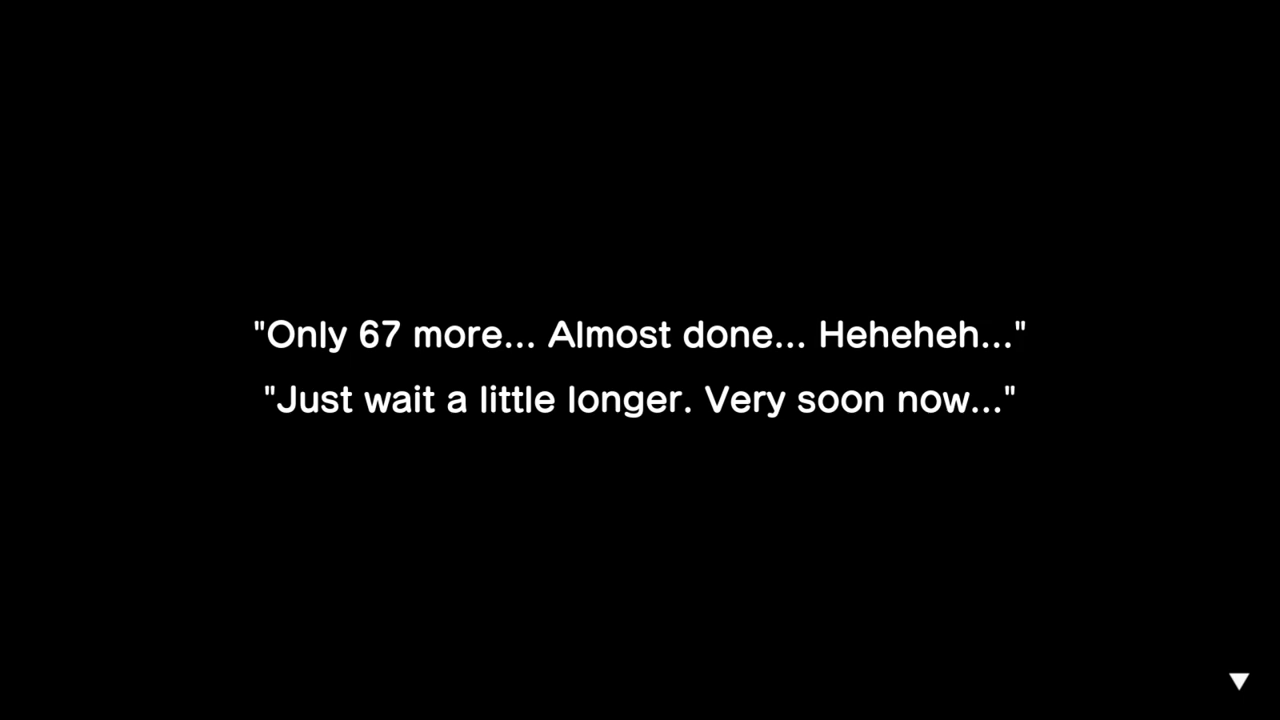 "Only 67 more... Almost done... Heheheh..."
"Just wait a little longer. Very soon now..."